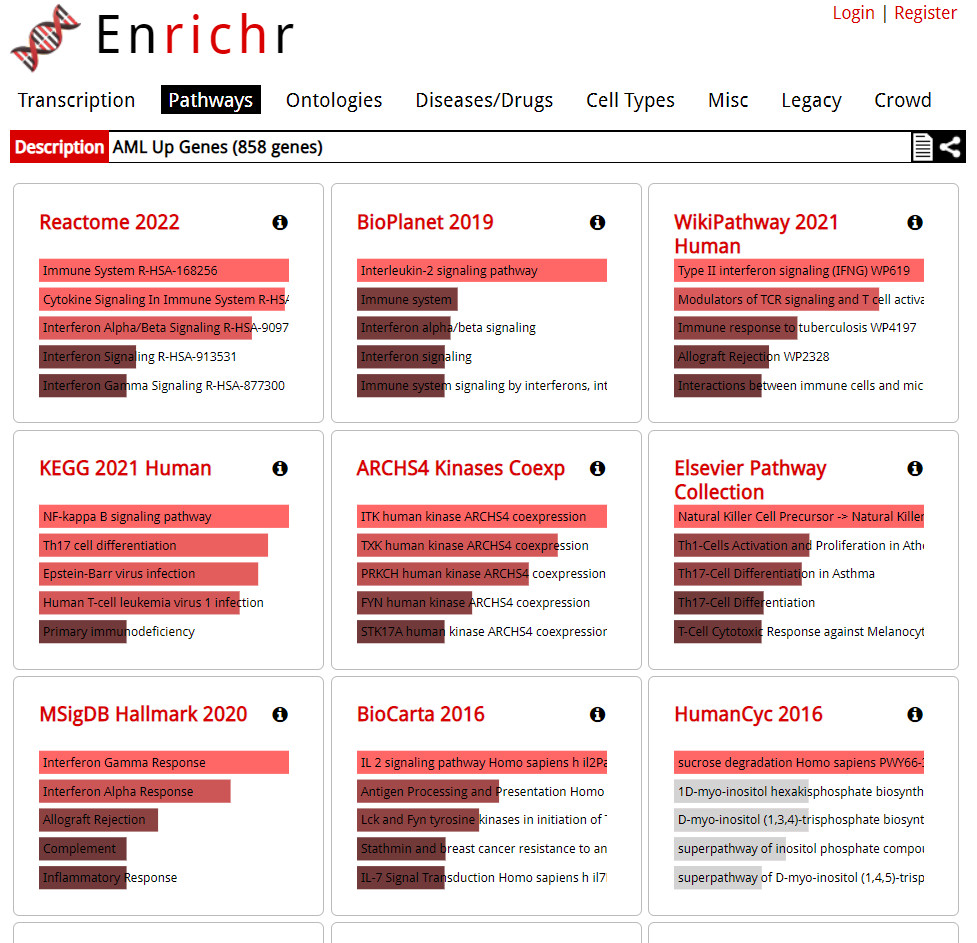 Login | Register
Enrichr
Transcription Pathways Ontologies Diseases/Drugs Cell Types Misc Legacy Crowd
Description AML Up Genes (858 genes)
Reactome 2022
Immune System R-HSA-168256
Cytokine Signaling In Immune System R-HSA
Interferon Alpha/Beta Signaling R-HSA-9097
Interferon Signaling R-HSA-913531
Interferon Gamma Signaling R-HSA-877300
BioPlanet 2019
Interleukin-2 signaling pathway
Immune system
Interferon alpha/beta signaling
Interferon signaling
Immune system signaling by interferons, int
WikiPathway 2021
Human
Type II interferon signaling (IFNG) WP619
Modulators of TCR signaling and T cell activa
Immune response to tuberculosis WP4197
Allograft Rejection WP2328
Interactions between immune cells and mic
KEGG 2021 Human
NF-kappa B signaling pathway
Th17 cell differentiation
Epstein-Barr virus infection
Human T-cell leukemia virus 1 infection
Primary immunodeficiency
ARCHS4 Kinases Coexp
ITK human kinase ARCHS4 coexpression
TXK human kinase ARCHS4 coexpression
PRKCH human kinase ARCHS4 coexpression
FYN human kinase ARCHS4 coexpression
STK17A human kinase ARCHS4 coexpression
Elsevier Pathway
Collection
Natural Killer Cell Precursor -> Natural Killer
Th1-Cells Activation and Proliferation in Athe
Th17-Cell Differentiation in Asthma
Th17-Cell Differentiation
T-Cell Cytotoxic Response against Melanocyt
MSigDB Hallmark 2020
Interferon Gamma Response
Interferon Alpha Response
Allograft Rejection
Complement
Inflammatory Response
BioCarta 2016
IL 2 signaling pathway Homo sapiens h il2Pa
Antigen Processing and Presentation Homo
Lck and Fyn tyrosine kinases in initiation of
Stathmin and breast cancer resistance to an
IL-7 Signal Transduction Homo sapiens h il7
HumanCyc 2016
sucrose degradation Homo sapiens PWY66-
1D-myo-inositol hexakisphosphate biosynth
D-myo-inositol (1,3,4)-trisphosphate biosynt
superpathway of inositol phosphate compou
superpathway of D-myo-inositol (1,4,5)-trisp